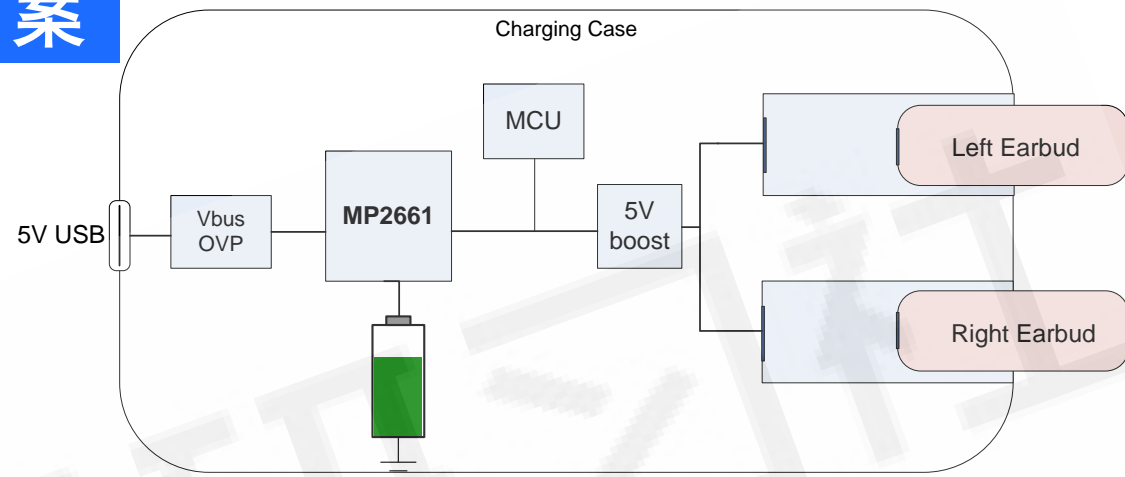 案
Charging Case
MCU
Left Earbud
5V USB
Vbus
OVP
MP2661
5V
boost
Right Earbud